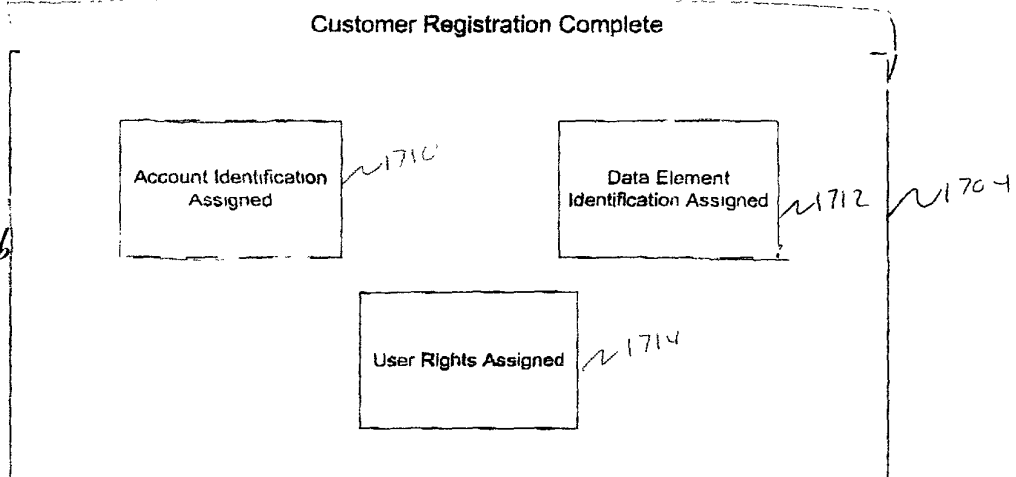 Customer Registration Complete
Account Identification
Assigned
1710
Data Element
Identification Assigned
1712
1704
User Rights Assigned
1714